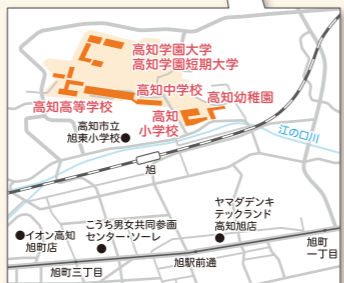 高知学園大学
高知学園短期大学
高知中学校
高知幼稚園
高知高等学校
高知
小学校
高知市立
旭東小学校
江の口川
旭
ヤマダデンキ
テックランド
高知旭店
こうち男女共同参画
センター・ソーレ
イオン高知
旭町店
旭町
一丁目
旭駅前通
旭町三丁目